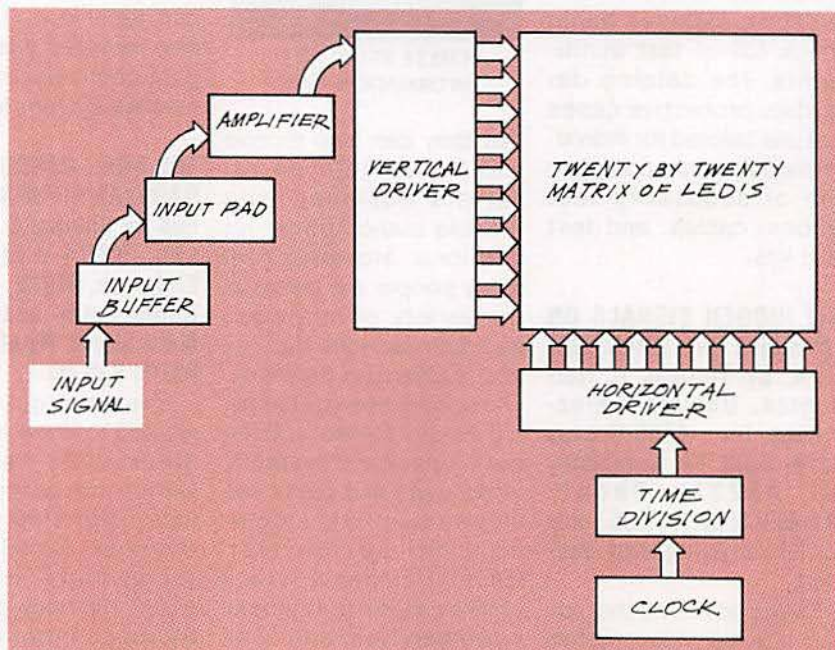 AMPLIFIER
INPUT PAD
INPUT
BUFFER
INPUT
SIGNAL
VERTICAL
DRIVER
TWENTY BY TWENTY
MATRIX OF LED'S
HORIZONTAL
DRIVER
TIME
DIVISION
CLOCK